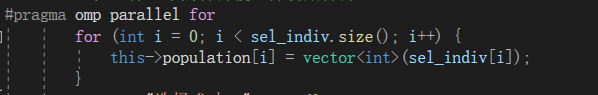 #pragma omp parallel for
for (int i = 0; i < sel_indiv.size(); i++) {
this->population[i] = vector<int>(sel_indiv[i]);
}